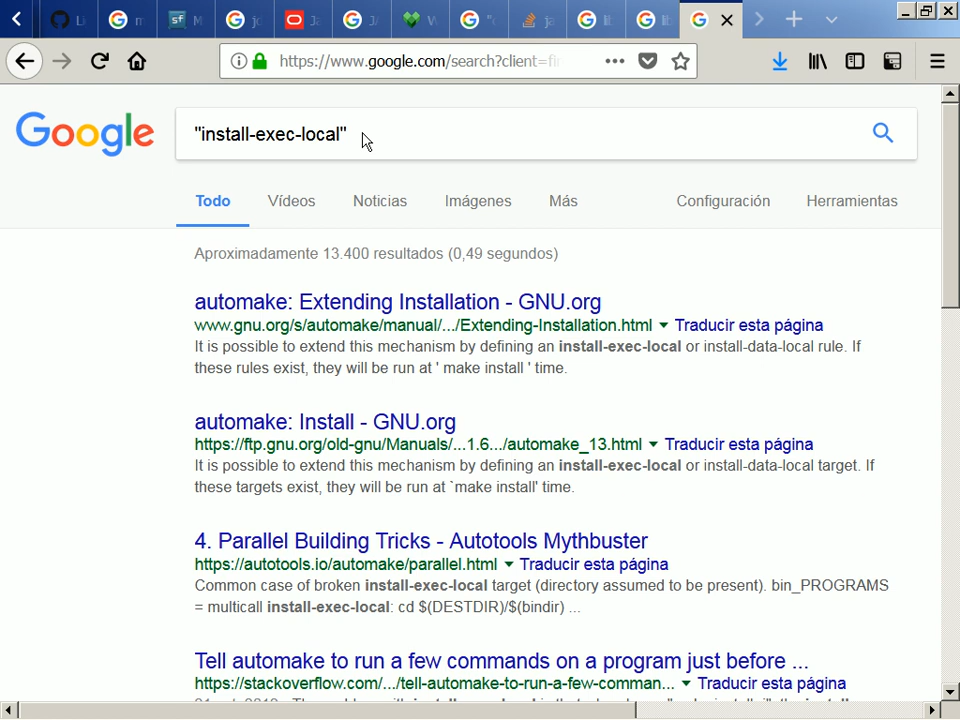 https://www.google.com/search?client=
Google
"install-exec-local"
Todo Vídeos Noticias Imágenes Más Configuración Herramientas
Aproximadamente 13.400 resultados (0,49 segundos)
automake: Extending Installation - GNU.org
www.gnu.org/s/automake/manual/.../Extending-Installation.html Traducir esta página
It is possible to extend this mechanism by defining an install-exec-local or install-data-local rule. If
these rules exist, they will be run at ' make install ' time.
automake: Install - GNU.org
https://ftp.gnu.org/old-gnu/Manuals/...1.6.../automake_13.html Traducir esta página
It is possible to extend this mechanism by defining an install-exec-local or install-data-local target. If
these targets exist, they will be run at `make install' time.
4. Parallel Building Tricks - Autotools Mythbuster
https://autotools.io/automake/parallel.html Traducir esta página
Common case of broken install-exec-local target (directory assumed to be present). bin_PROGRAMS
= multicall install-exec-local: cd $(DESTDIR)/$(bindir) ...
Tell automake to run a few commands on a program just before ...
https://stackoverflow.com/.../tell-automake-to-run-a-few-comman... Traducir esta página